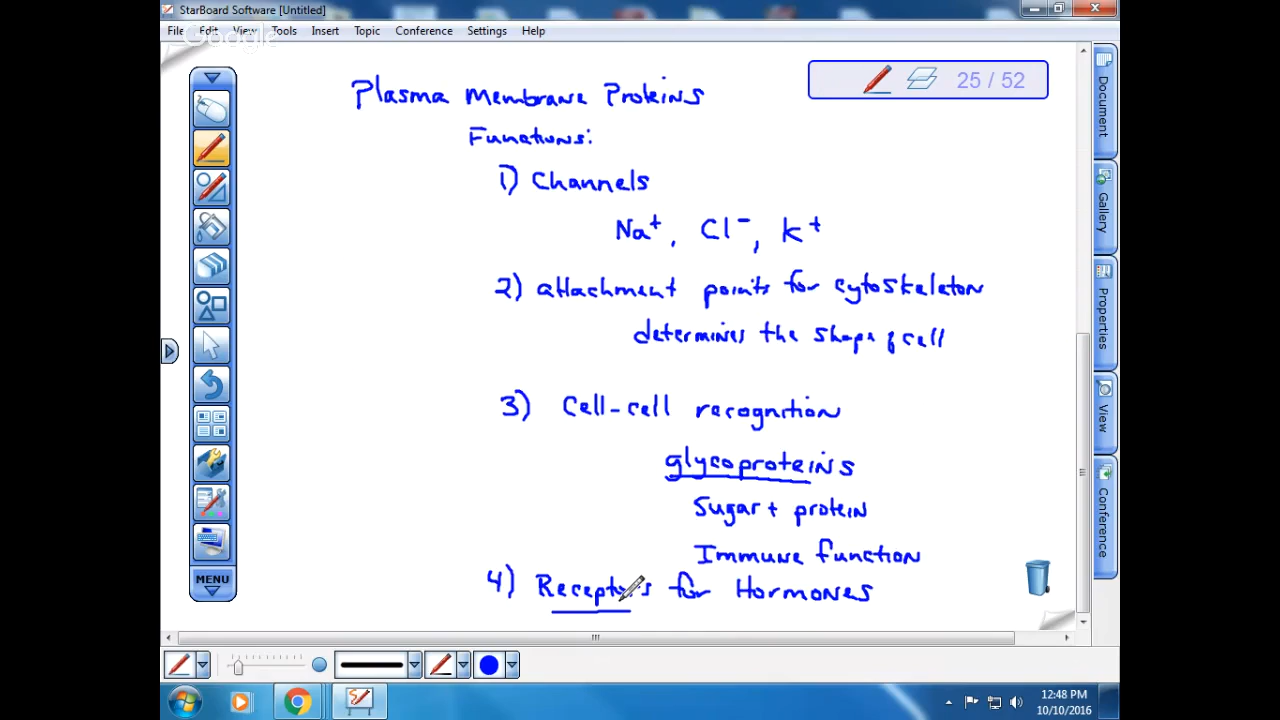 StarBoard Software [Untitled]
File Edit View Tools Insert Topic Conference Settings Help
Google
25 / 52
Plasma Membrane Proteins
Functions:
1) Channels
Na+, Cl-, K+
2) attachment points for cytoskeleton
determines the shape of cell
3) Cell-cell recognition
glycoproteins
Sugar + protein
Immune function
4) Receptors for Hormones
MENU
Document
Gallery
Properties
View
Conference
12:48 PM
10/10/2016